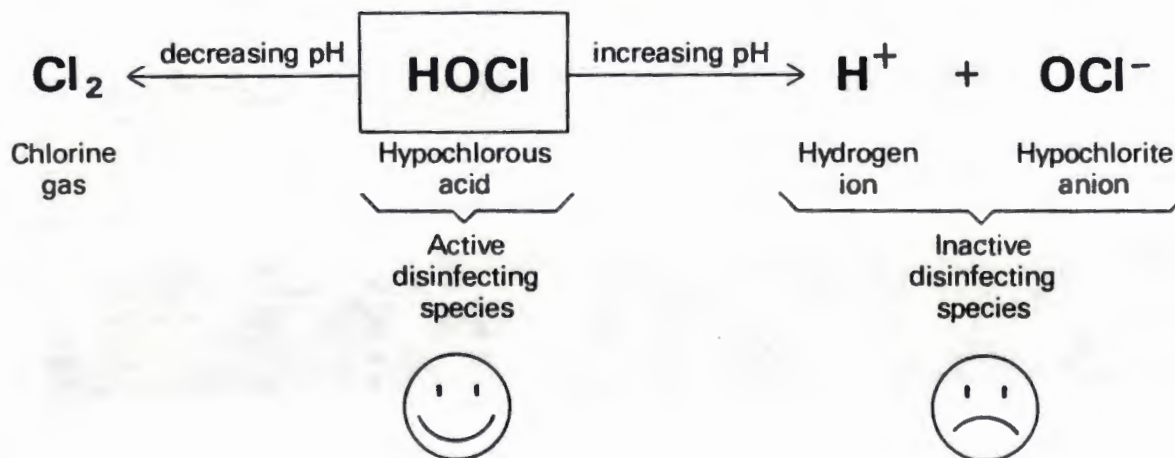 decreasing pH
increasing pH
Cl₂
HOCl
H⁺ + OCl⁻
Chlorine
gas
Hypochlorous
acid
Hydrogen
ion
Hypochlorite
anion
Active
disinfecting
species
Inactive
disinfecting
species